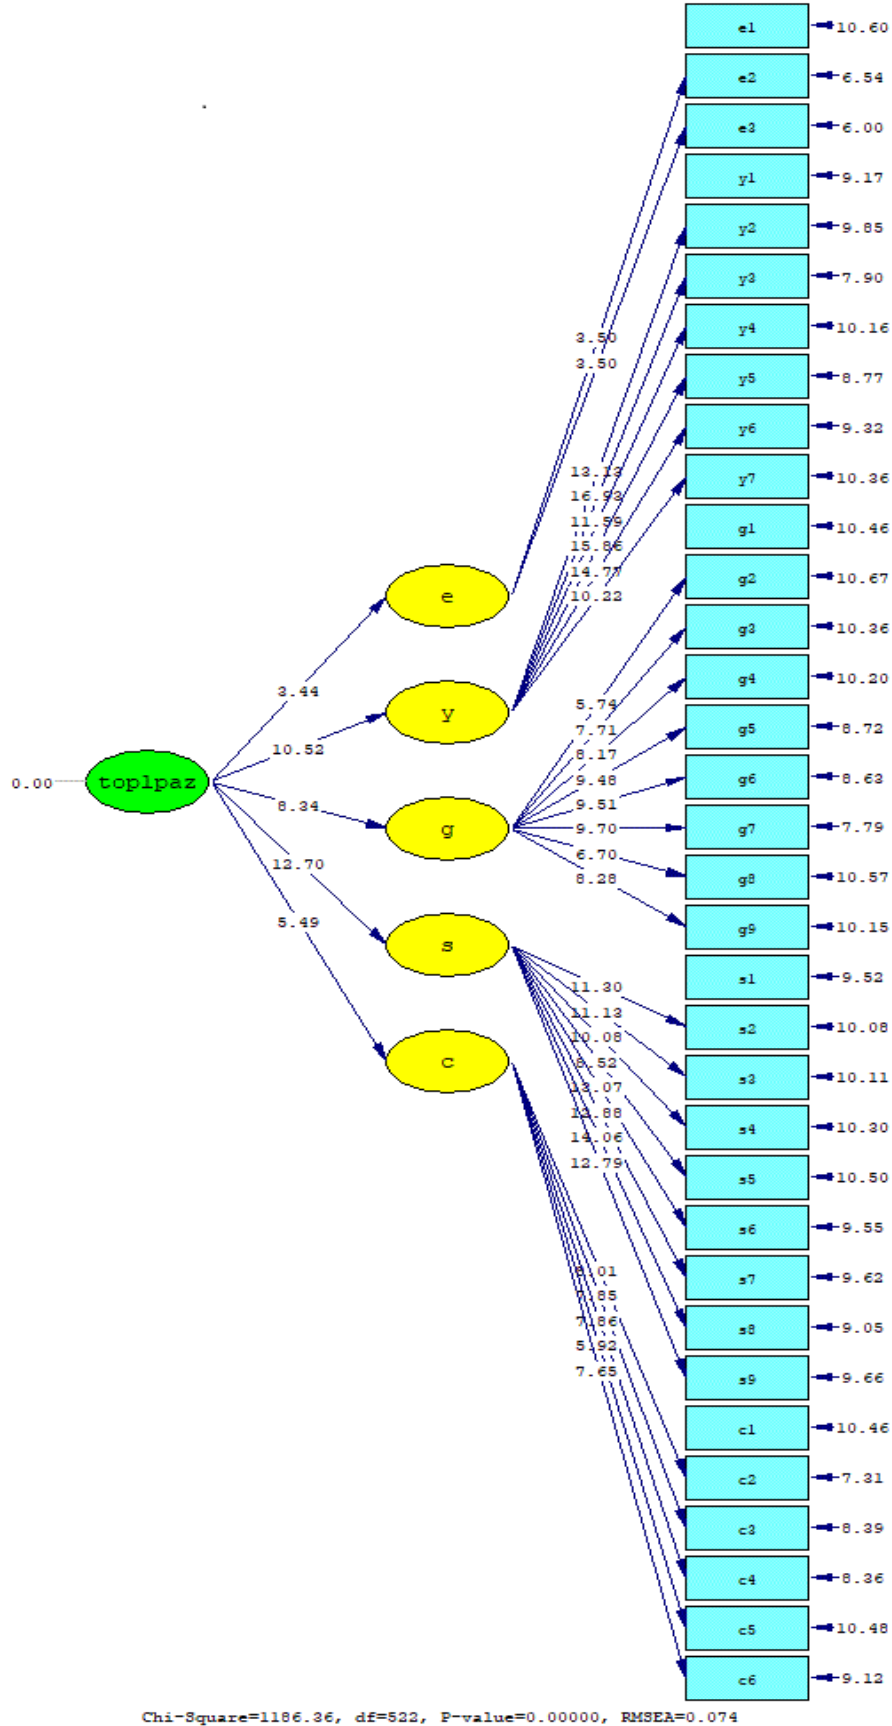 e1 10.60
e2 6.54
e3 6.00
y1 9.17
y2 9.85
y3 7.90
3.50
y4 10.16
3.50
y5 8.77
y6 9.32
13.13
y7 10.36
16.93
11.59
g1 10.46
15.86
14.77
g2 10.67
10.22
e
g3 10.36
g4 10.20
3.44
5.74
y
g5 8.72
7.71
10.52
8.17
0.00 toplpaz
9.48
g6 8.63
9.51
8.34
g
9.70
g7 7.79
6.70
12.70
g8 10.57
8.28
5.49
g9 10.15
s
s1 9.52
11.30
11.13
s2 10.08
10.08
c
8.52
s3 10.11
13.07
s4 10.30
14.06
12.79
s5 10.50
s6 9.55
8.01
s7 9.62
7.85
7.86
s8 9.05
5.92
7.65
s9 9.66
c1 10.46
c2 7.31
c3 8.39
c4 8.36
c5 10.48
c6 9.12
Chi-Square=1186.36, df=522, P-value=0.00000, RMSEA=0.074